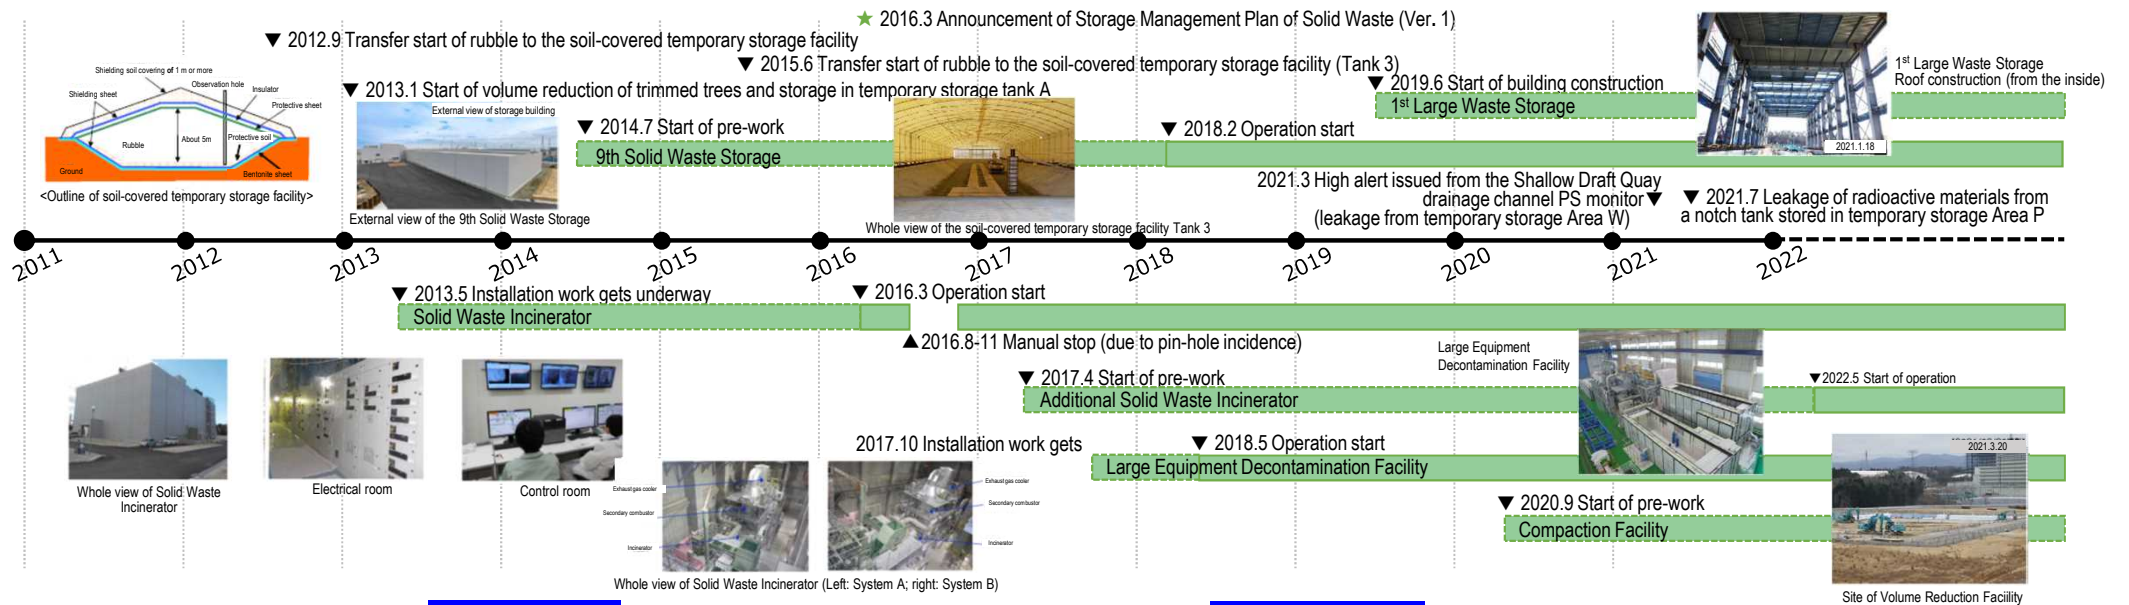 ★ 2016.3 Announcement of Storage Management Plan of Solid Waste (Ver. 1)
▼ 2012.9 Transfer start of rubble to the soil-covered temporary storage facility
▼ 2015.6 Transfer start of rubble to the soil-covered temporary storage facility (Tank 3)
▼ 2013.1 Start of volume reduction of trimmed trees and storage in temporary storage tank A
▼ 2019.6 Start of building construction
1st Large Waste Storage
1st Large Waste Storage
Roof construction (from the inside)
2021.1.18
Shielding soil covering of 1 m or more
Observation hole
Shielding sheet
Insulator
Protective sheet
Rubble
About 5m
Protective soil
Ground
Bentonite sheet
<Outline of soil-covered temporary storage facility>
External view of storage building
External view of the 9th Solid Waste Storage
▼ 2014.7 Start of pre-work
9th Solid Waste Storage
▼ 2018.2 Operation start
Whole view of the soil-covered temporary storage facility Tank 3
2021.3 High alert issued from the Shallow Draft Quay
drainage channel PS monitor ▼
(leakage from temporary storage Area W)
▼ 2021.7 Leakage of radioactive materials from
a notch tank stored in temporary storage Area P
2011
2012
2013
2014
2015
2016
2017
2018
2019
2020
2021
2022
▼ 2013.5 Installation work gets underway
Solid Waste Incinerator
▼ 2016.3 Operation start
▲ 2016.8-11 Manual stop (due to pin-hole incidence)
▼ 2017.4 Start of pre-work
Additional Solid Waste Incinerator
Large Equipment
Decontamination Facility
▼ 2022.5 Start of operation
2017.10 Installation work gets
▼ 2018.5 Operation start
Large Equipment Decontamination Facility
▼ 2020.9 Start of pre-work
Compaction Facility
2021.3.20
Site of Volume Reduction Faciility
Whole view of Solid Waste
Incinerator
Electrical room
Control room
Exhaust gas cooler
Secondary combustor
Incinerator
Exhaust gas cooler
Secondary combustor
Incinerator
Whole view of Solid Waste Incinerator (Left: System A; right: System B)